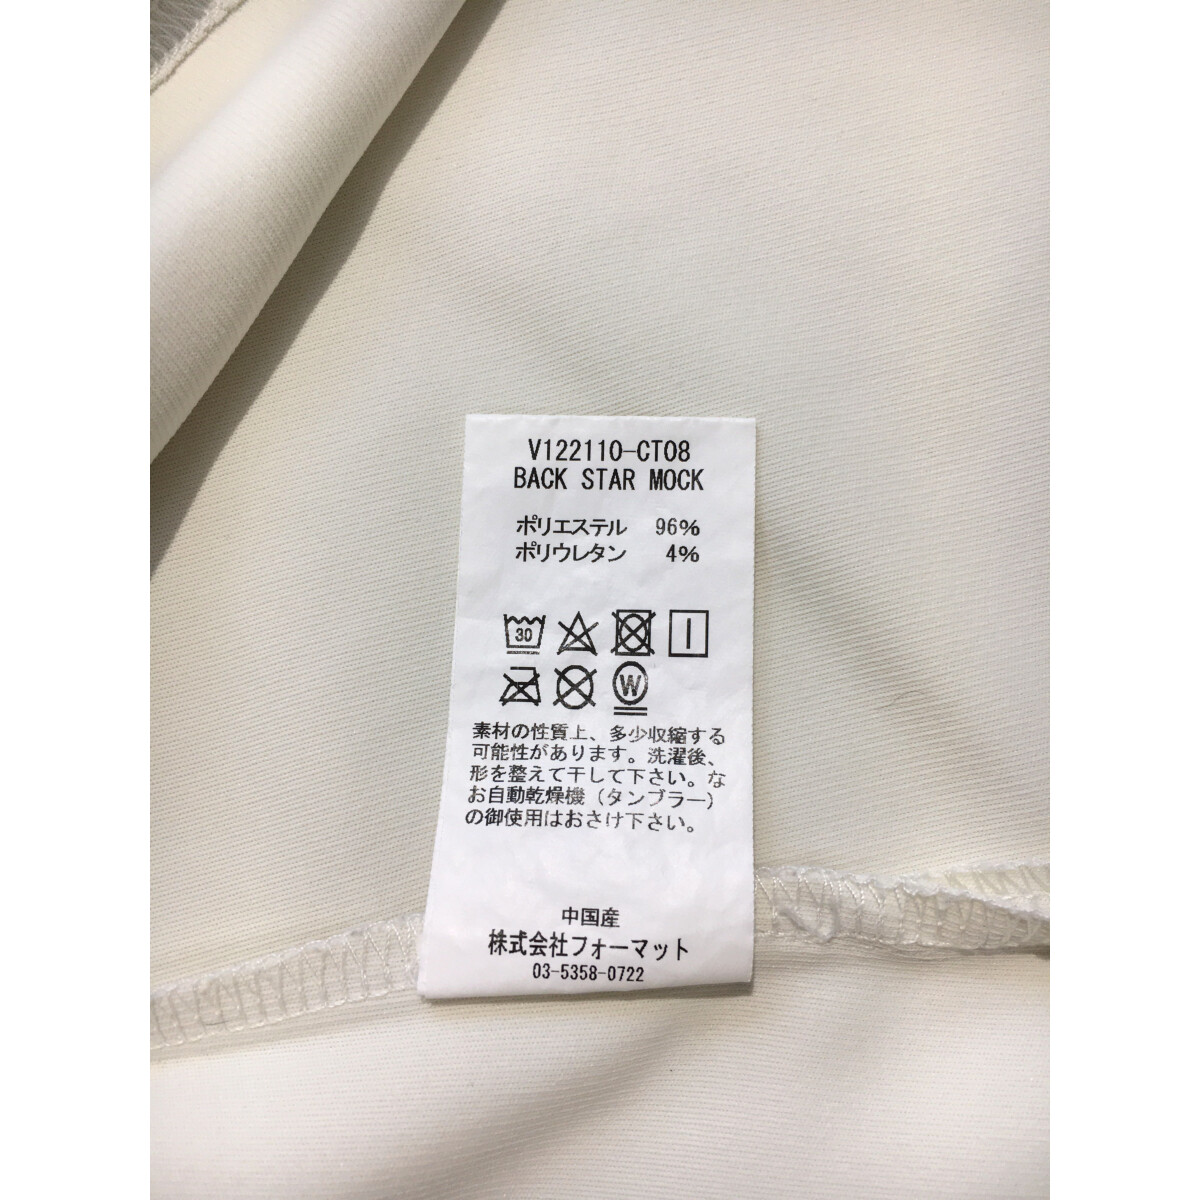 V122110-CT08
BACK STAR MOCK
ポリエステル 96%
ポリウレタン 4%
30
W
素材の性質上、多少収縮する
可能性があります。洗濯後、
形を整えて干して下さい。な
お自動乾燥機（タンブラー）
の御使用はおさけ下さい。
中国産
株式会社フォーマット
03-5358-0722